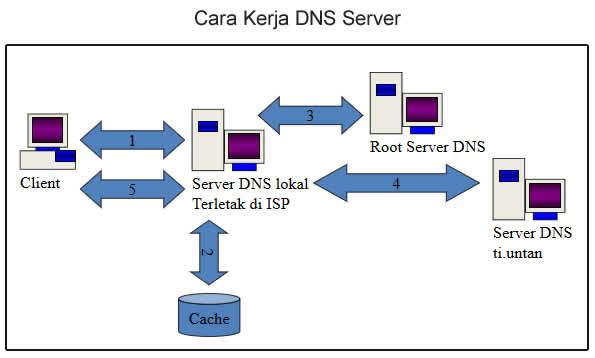 Cara Kerja DNS Server
3
Root Server DNS
1
Client
5
Server DNS lokal
Terletak di ISP
4
Server DNS
ti.untan
2
Cache